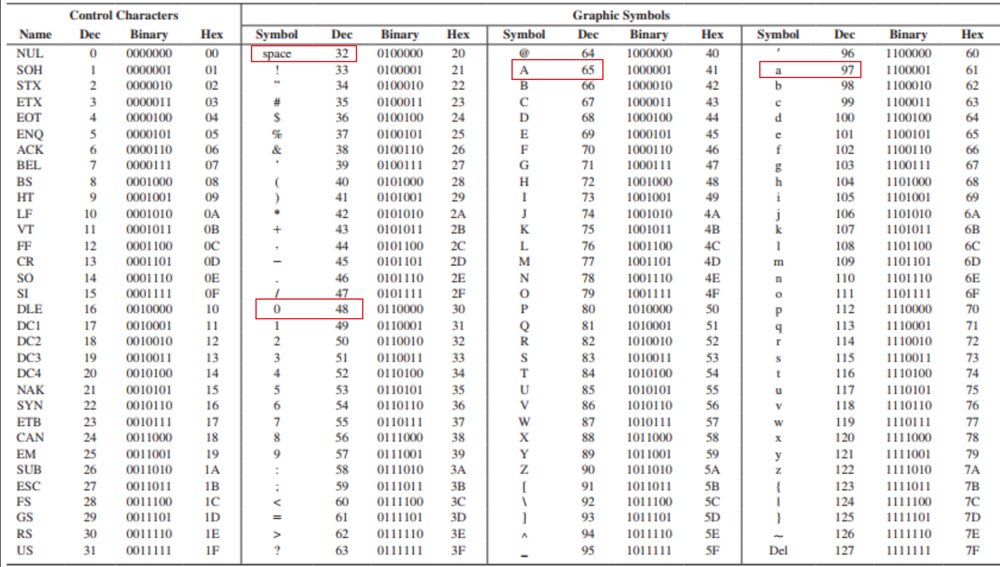 Control Characters Graphic Symbols
Name Dec Binary Hex Symbol Dec Binary Hex Symbol Dec Binary Hex Symbol Dec Binary Hex
NUL 0 0000000 00 space 32 0100000 20 @ 64 1000000 40 ′ 96 1100000 60
SOH 1 0000001 01 ! 33 0100001 21 A 65 1000001 41 a 97 1100001 61
STX 2 0000010 02 ” 34 0100010 22 B 66 1000010 42 b 98 1100010 62
ETX 3 0000011 03 # 35 0100011 23 C 67 1000011 43 c 99 1100011 63
EOT 4 0000100 04 $ 36 0100100 24 D 68 1000100 44 d 100 1100100 64
ENQ 5 0000101 05 % 37 0100101 25 E 69 1000101 45 e 101 1100101 65
ACK 6 0000110 06 & 38 0100110 26 F 70 1000110 46 f 102 1100110 66
BEL 7 0000111 07 ’ 39 0100111 27 G 71 1000111 47 g 103 1100111 67
BS 8 0001000 08 ( 40 0101000 28 H 72 1001000 48 h 104 1101000 68
HT 9 0001001 09 ) 41 0101001 29 I 73 1001001 49 i 105 1101001 69
LF 10 0001010 0A * 42 0101010 2A J 74 1001010 4A j 106 1101010 6A
VT 11 0001011 0B + 43 0101011 2B K 75 1001011 4B k 107 1101011 6B
FF 12 0001100 0C , 44 0101100 2C L 76 1001100 4C l 108 1101100 6C
CR 13 0001101 0D − 45 0101101 2D M 77 1001101 4D m 109 1101101 6D
SO 14 0001110 0E . 46 0101110 2E N 78 1001110 4E n 110 1101110 6E
SI 15 0001111 0F / 47 0101111 2F O 79 1001111 4F o 111 1101111 6F
DLE 16 0010000 10 0 48 0110000 30 P 80 1010000 50 p 112 1110000 70
DC1 17 0010001 11 1 49 0110001 31 Q 81 1010001 51 q 113 1110001 71
DC2 18 0010010 12 2 50 0110010 32 R 82 1010010 52 r 114 1110010 72
DC3 19 0010011 13 3 51 0110011 33 S 83 1010011 53 s 115 1110011 73
DC4 20 0010100 14 4 52 0110100 34 T 84 1010100 54 t 116 1110100 74
NAK 21 0010101 15 5 53 0110101 35 U 85 1010101 55 u 117 1110101 75
SYN 22 0010110 16 6 54 0110110 36 V 86 1010110 56 v 118 1110110 76
ETB 23 0010111 17 7 55 0110111 37 W 87 1010111 57 w 119 1110111 77
CAN 24 0011000 18 8 56 0111000 38 X 88 1011000 58 x 120 1111000 78
EM 25 0011001 19 9 57 0111001 39 Y 89 1011001 59 y 121 1111001 79
SUB 26 0011010 1A : 58 0111010 3A Z 90 1011010 5A z 122 1111010 7A
ESC 27 0011011 1B ; 59 0111011 3B [ 91 1011011 5B { 123 1111011 7B
FS 28 0011100 1C < 60 0111100 3C \ 92 1011100 5C | 124 1111100 7C
GS 29 0011101 1D = 61 0111101 3D ] 93 1011101 5D } 125 1111101 7D
RS 30 0011110 1E > 62 0111110 3E ^ 94 1011110 5E ~ 126 1111110 7E
US 31 0011111 1F ? 63 0111111 3F _ 95 1011111 5F Del 127 1111111 7F